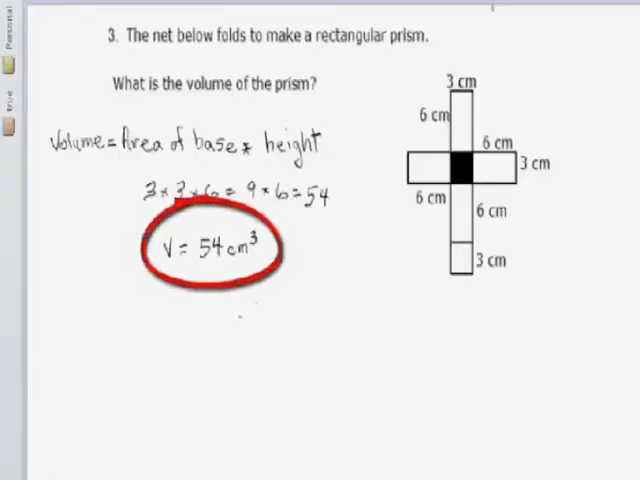 Personal
true
3. The net below folds to make a rectangular prism.
What is the volume of the prism?
3 cm
6 cm
6 cm
3 cm
6 cm
6 cm
3 cm
Volume = Area of base * height
3 * 3 * 6 = 9 * 6 = 54
V = 54 cm³